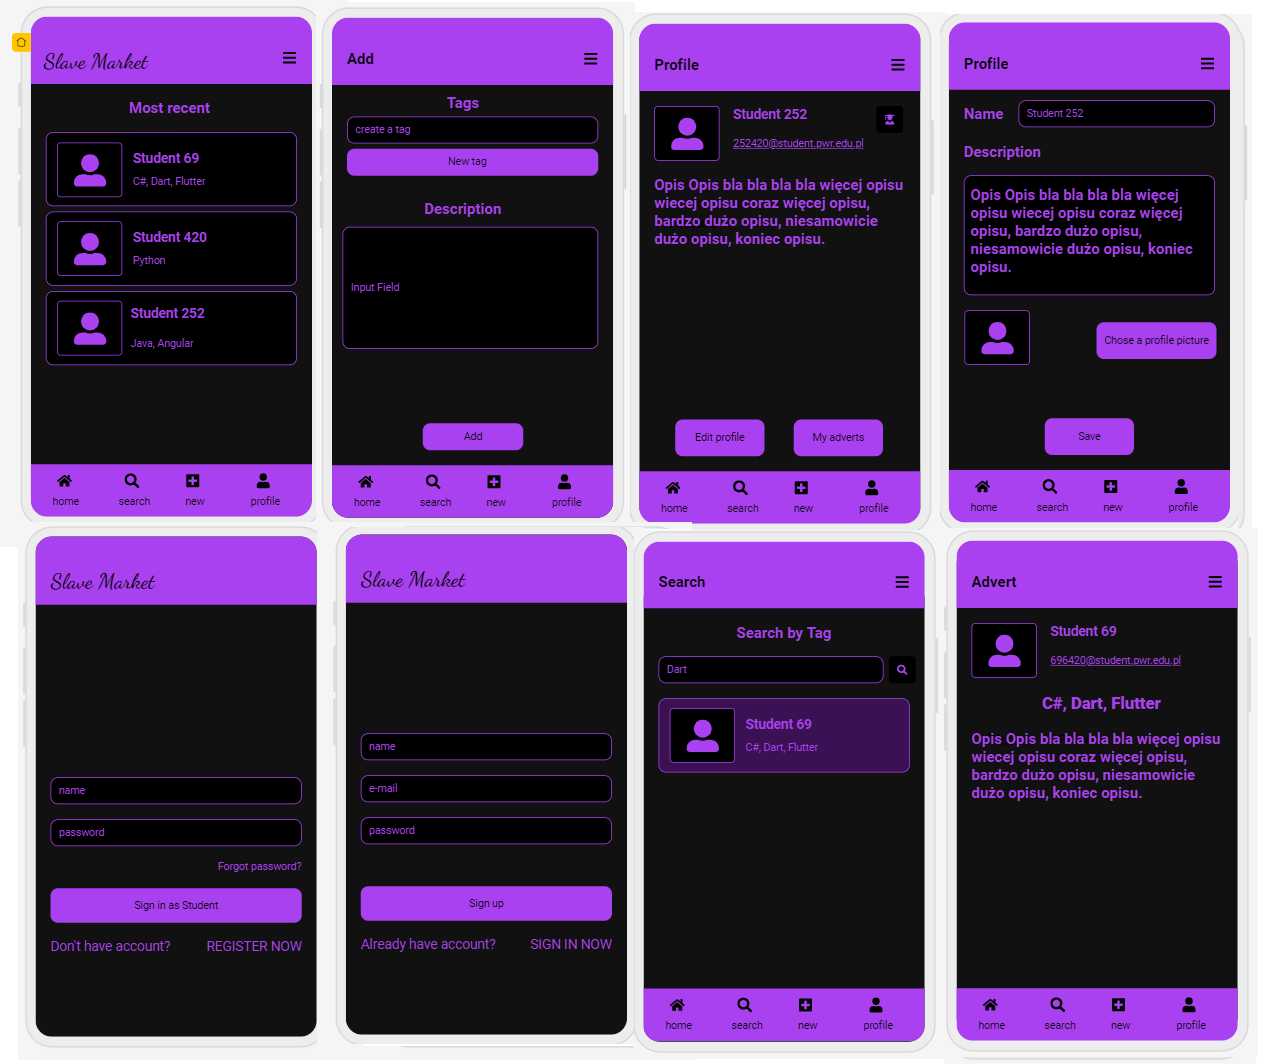 Slave Market
Most recent
Student 69
C#, Dart, Flutter
Student 420
Python
Student 252
Java, Angular
home search new profile
Add
Tags
create a tag
New tag
Description
Input Field
Add
home search new profile
Profile
Student 252
252420@student.pwr.edu.pl
Opis Opis bla bla bla bla więcej opisu
wiecej opisu coraz więcej opisu,
bardzo dużo opisu, niesamowicie
dużo opisu, koniec opisu.
Edit profile My adverts
home search new profile
Profile
Name Student 252
Description
Opis Opis bla bla bla bla więcej
opisu wiecej opisu coraz więcej
opisu, bardzo dużo opisu,
niesamowicie dużo opisu, koniec
opisu.
Chose a profile picture
Save
home search new profile
Slave Market
name
password
Forgot password?
Sign in as Student
Don't have account? REGISTER NOW
Slave Market
name
e-mail
password
Sign up
Already have account? SIGN IN NOW
Search
Search by Tag
Dart
Student 69
C#, Dart, Flutter
home search new profile
Advert
Student 69
696420@student.pwr.edu.pl
C#, Dart, Flutter
Opis Opis bla bla bla bla więcej opisu
wiecej opisu coraz więcej opisu,
bardzo dużo opisu, niesamowicie
dużo opisu, koniec opisu.
home search new profile